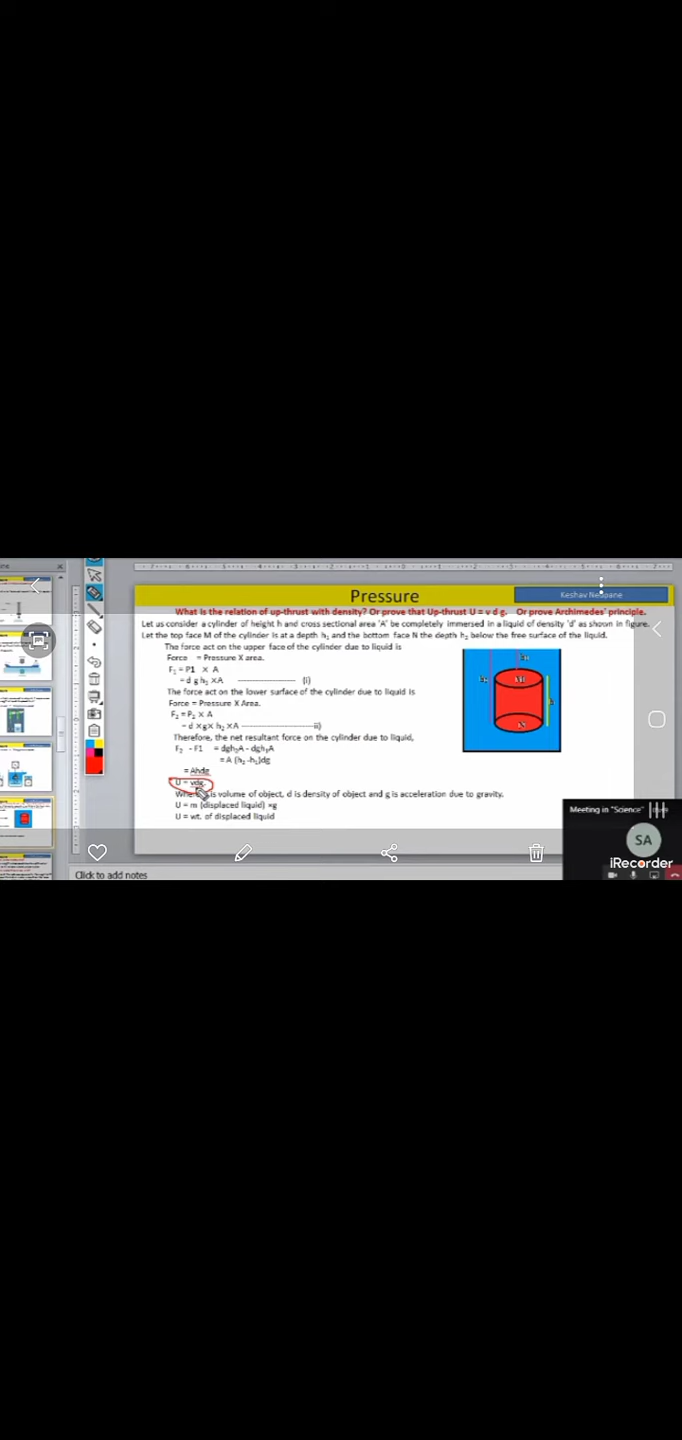 Pressure
Keshav Neupane
What is the relation of up-thrust with density? Or prove that Up-thrust U = v d g. Or prove Archimedes' principle.
Let us consider a cylinder of height h and cross sectional area 'A' be completely immersed in a liquid of density 'd' as shown in figure.
Let the top face M of the cylinder is at a depth h₁ and the bottom face N the depth h₂ below the free surface of the liquid.
The force act on the upper face of the cylinder due to liquid is
Force = Pressure X area.
F₁ = P1 X A
= d g h₁ ×A -------------------- (i)
The force act on the lower surface of the cylinder due to liquid is
Force = Pressure X Area.
F₂ = P₂ X A
= d X g× h₂ ×A -------------------------ii)
Therefore, the net resultant force on the cylinder due to liquid,
F₂ - F1 = dgh₂A - dgh₁A
= A (h₂ -h₁)dg
= Ahdg
U = vdg.
is volume of object, d is density of object and g is acceleration due to gravity.
U = m (displaced liquid) ×g
U = wt. of displaced liquid
M
N
Meeting in "Science"
SA
iRecorder
Click to add notes